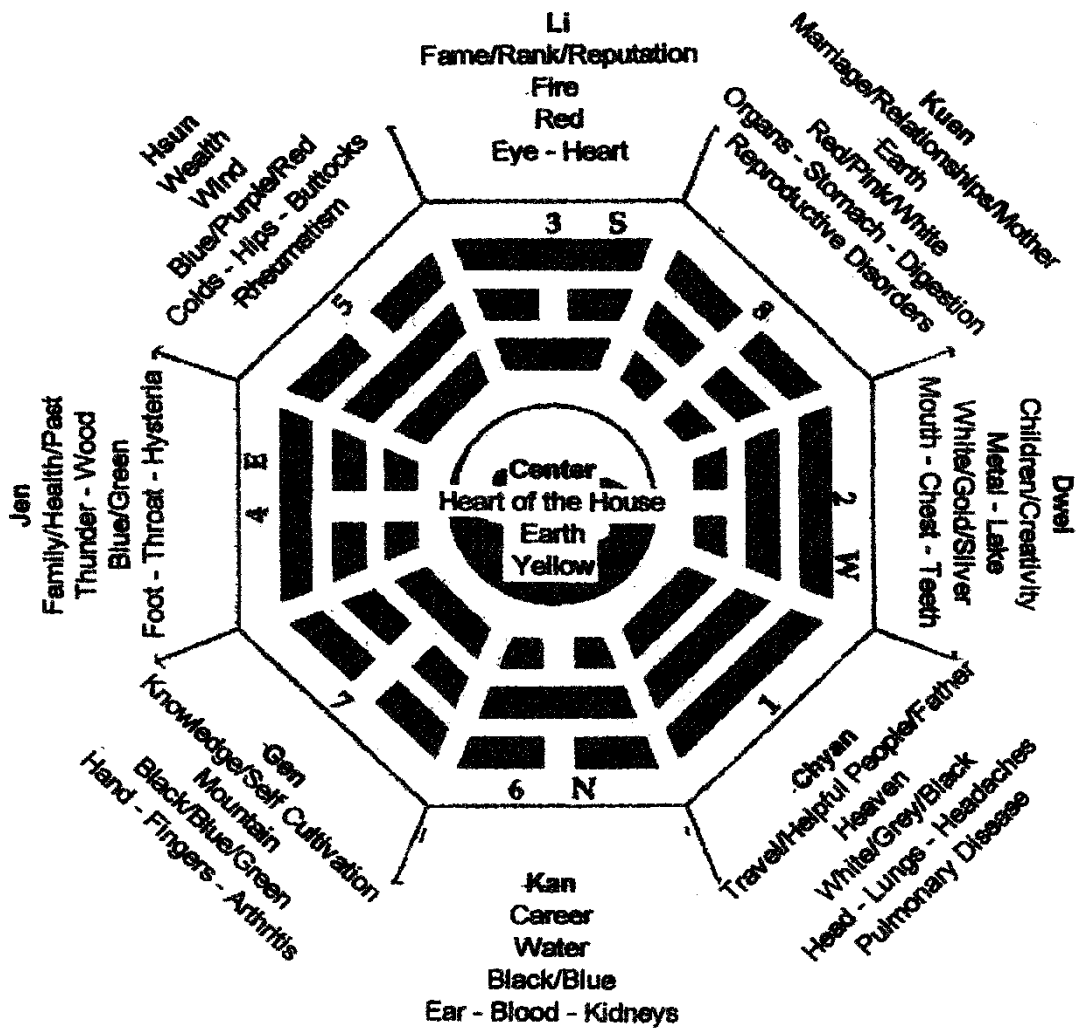 Li
Fame/Rank/Reputation
Fire
Red
Eye - Heart
Kuen
Marriage/Relationships/Mother
Earth
Red/Pink/White
Organs - Stomach - Digestion
Reproductive Disorders
Dwei
Children/Creativity
Metal - Lake
White/Gold/Silver
Mouth - Chest - Teeth
Chyan
Travel/Helpful People/Father
Heaven
White/Grey/Black
Head - Lungs - Headaches
Pulmonary Disease
Kan
Career
Water
Black/Blue
Ear - Blood - Kidneys
Gen
Knowledge/Self Cultivation
Mountain
Black/Blue/Green
Hand - Fingers - Arthritis
Jen
Family/Health/Past
Thunder - Wood
Blue/Green
Foot - Throat - Hysteria
Hsun
Wealth
Wind
Blue/Purple/Red
Colds - Hips - Buttocks
Rheumatism
3 S
8
2 W
1
6 N
7
E 4
5
Center
Heart of the House
Earth
Yellow